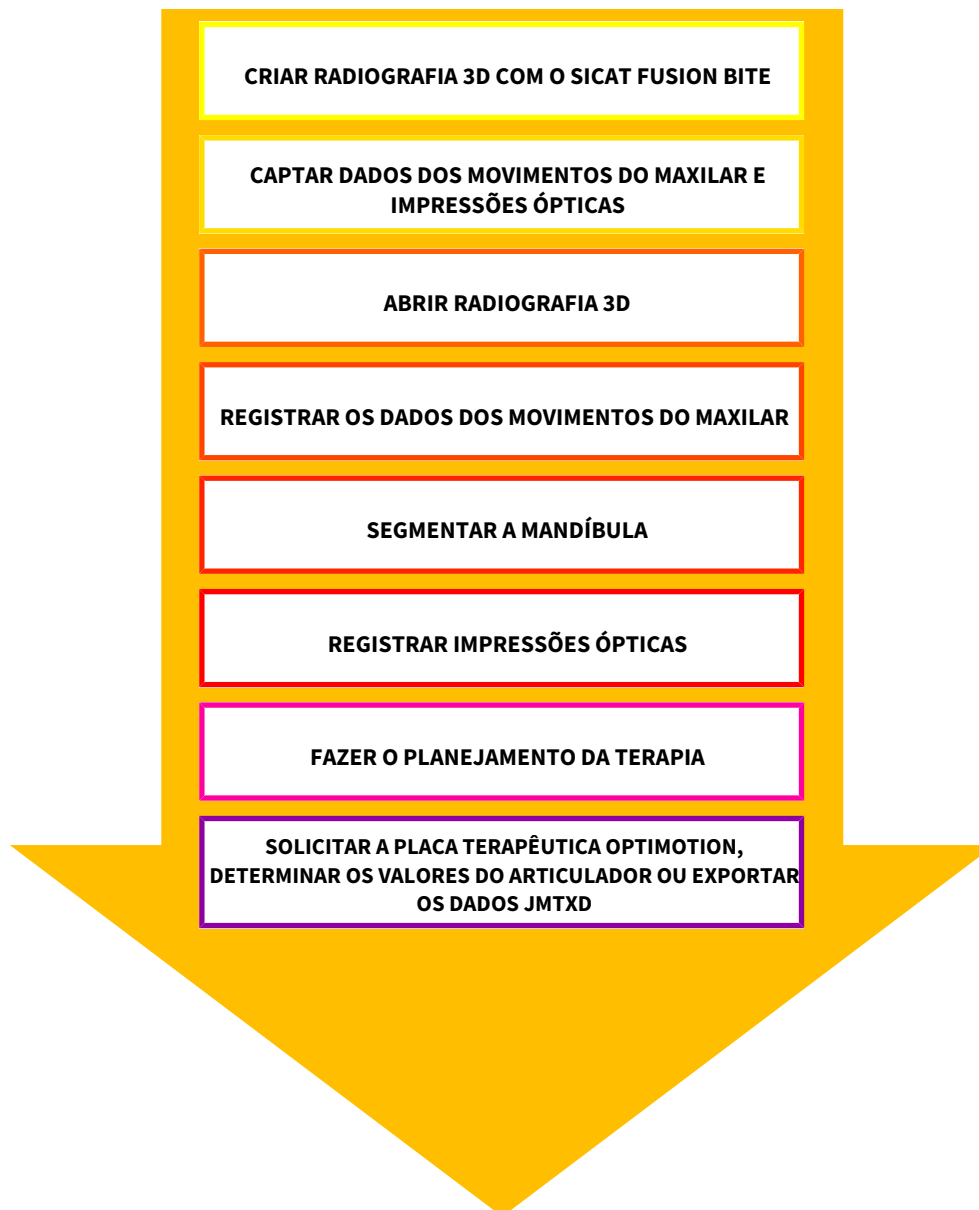 CRIAR RADIOGRAFIA 3D COM O SICAT FUSION BITE
CAPTAR DADOS DOS MOVIMENTOS DO MAXILAR E
IMPRESSÕES ÓPTICAS
ABRIR RADIOGRAFIA 3D
REGISTRAR OS DADOS DOS MOVIMENTOS DO MAXILAR
SEGMENTAR A MANDÍBULA
REGISTRAR IMPRESSÕES ÓPTICAS
FAZER O PLANEJAMENTO DA TERAPIA
SOLICITAR A PLACA TERAPÊUTICA OPTIMOTION,
DETERMINAR OS VALORES DO ARTICULADOR OU EXPORTAR
OS DADOS JMTXD